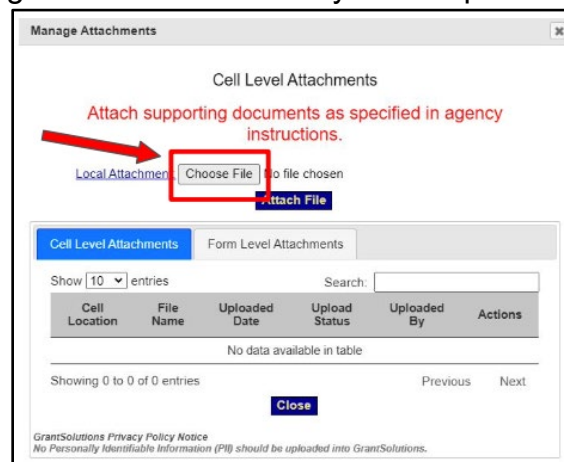 Manage Attachments
Cell Level Attachments
Attach supporting documents as specified in agency
instructions.
Local Attachment Choose File No file chosen
Attach File
Cell Level Attachments Form Level Attachments
Show 10 entries Search:
Cell Location File Name Uploaded Date Upload Status Uploaded By Actions
No data available in table
Showing 0 to 0 of 0 entries Previous Next
Close
GrantSolutions Privacy Policy Notice
No Personally Identifiable Information (PII) should be uploaded into GrantSolutions.